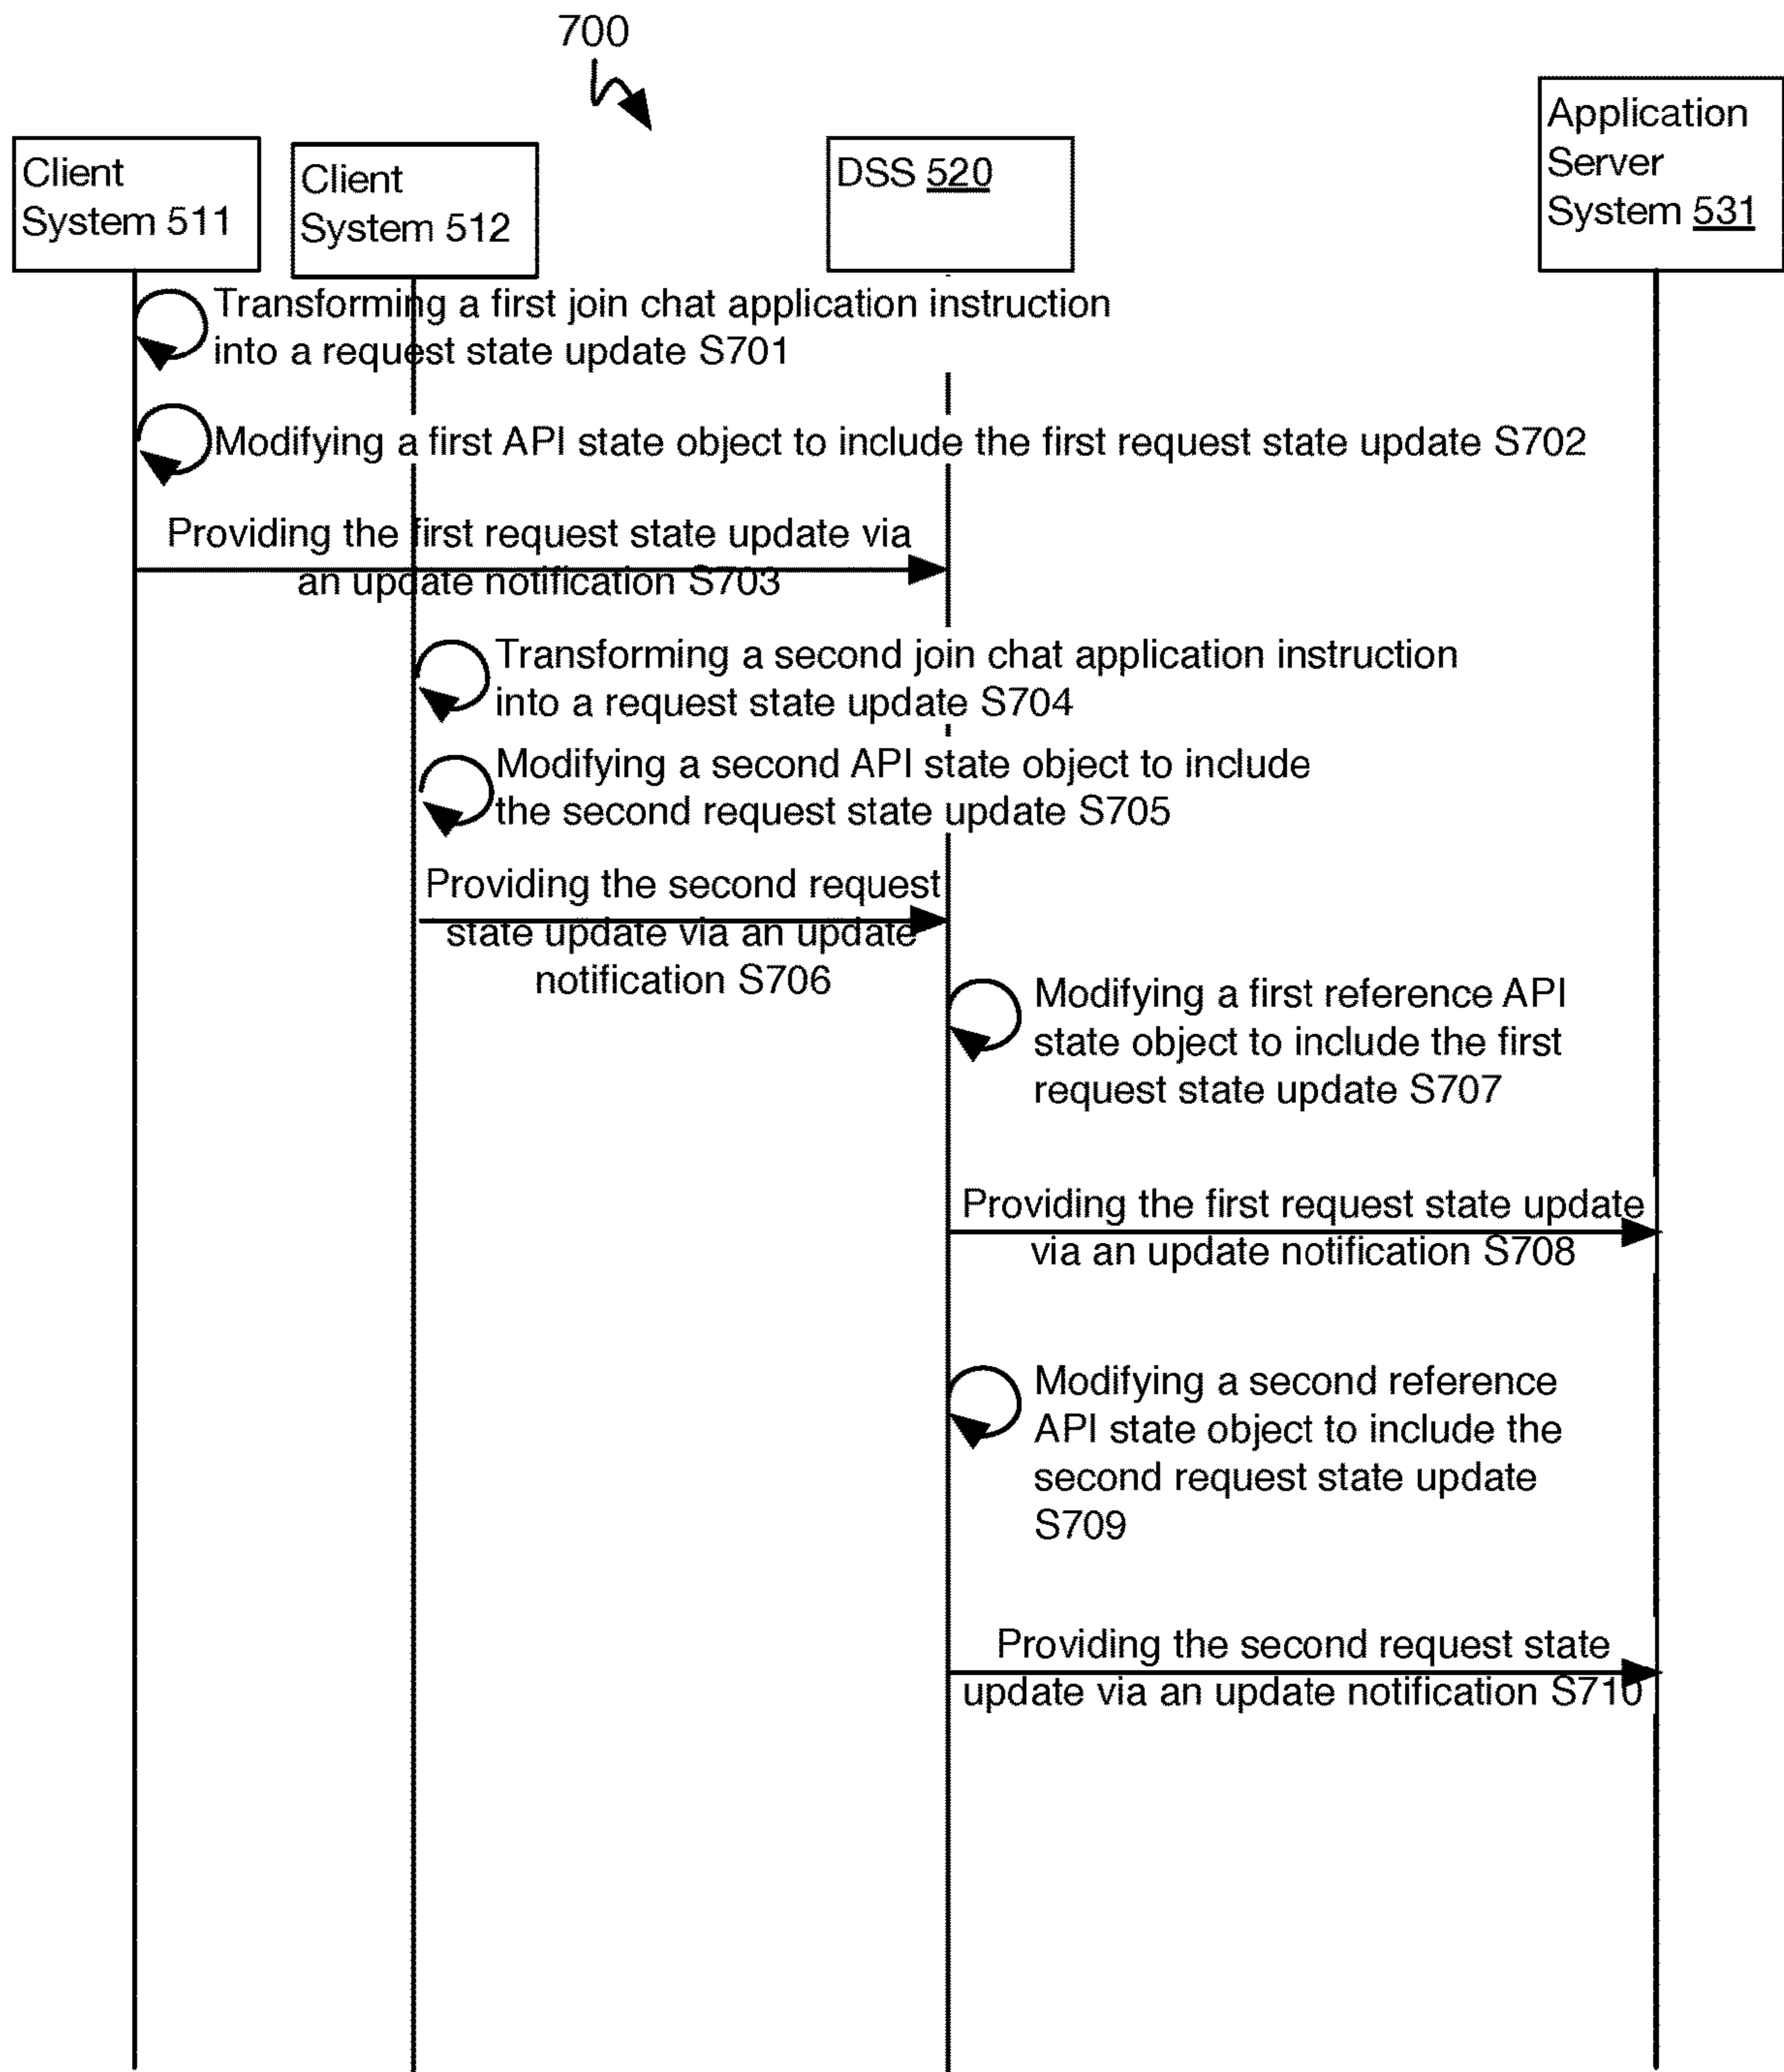 700
Client
System 511
Client
System 512
DSS 520
Application
Server
System 531
Transforming a first join chat application instruction
into a request state update S701
Modifying a first API state object to include the first request state update S702
Providing the first request state update via
an update notification S703
Transforming a second join chat application instruction
into a request state update S704
Modifying a second API state object to include
the second request state update S705
Providing the second request
state update via an update
notification S706
Modifying a first reference API
state object to include the first
request state update S707
Providing the first request state update
via an update notification S708
Modifying a second reference
API state object to include the
second request state update
S709
Providing the second request state
update via an update notification S710